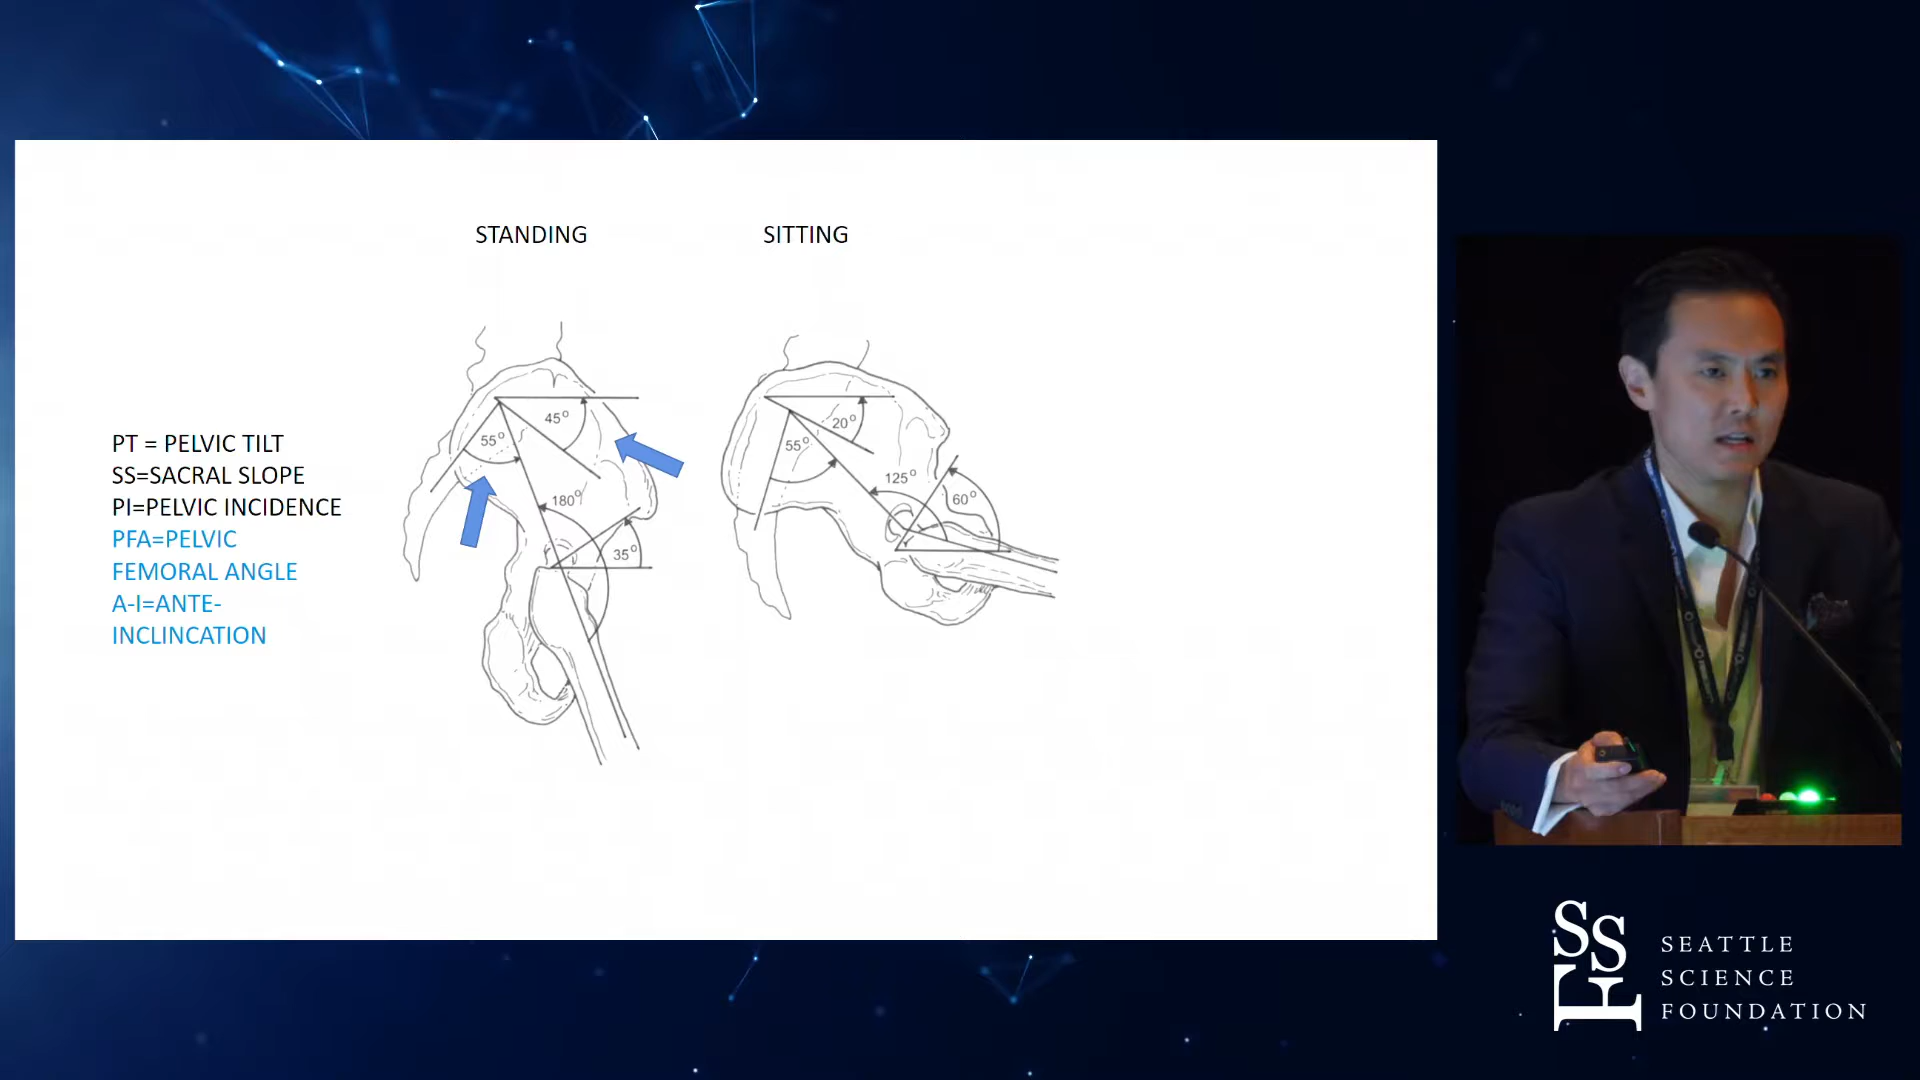 STANDING
SITTING
45°
55°
180°
35°
20°
55°
125°
60°
PT = PELVIC TILT
SS=SACRAL SLOPE
PI=PELVIC INCIDENCE
PFA=PELVIC
FEMORAL ANGLE
A-I=ANTE-
INCLINCATION
SSF
SEATTLE
SCIENCE
FOUNDATION